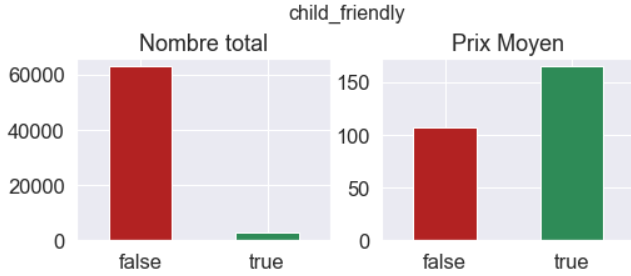 child_friendly
Nombre total
60000
40000
20000
0
false
true
Prix Moyen
150
100
50
0
false
true